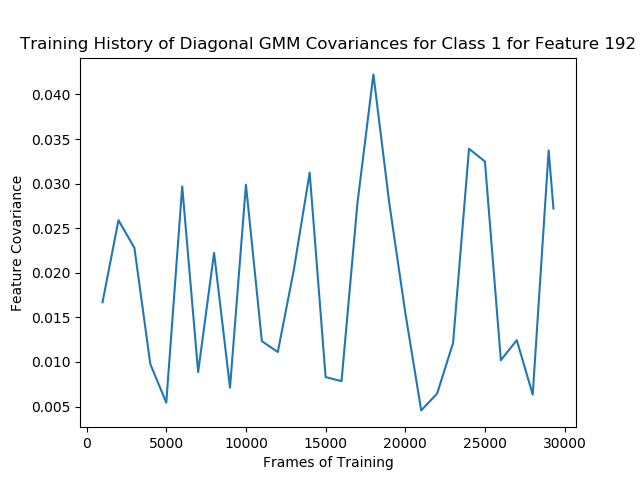 Training History of Diagonal GMM Covariances for Class 1 for Feature 192
0.040
0.035
0.030
0.025
0.020
0.015
0.010
0.005
Feature Covariance
0 5000 10000 15000 20000 25000 30000
Frames of Training